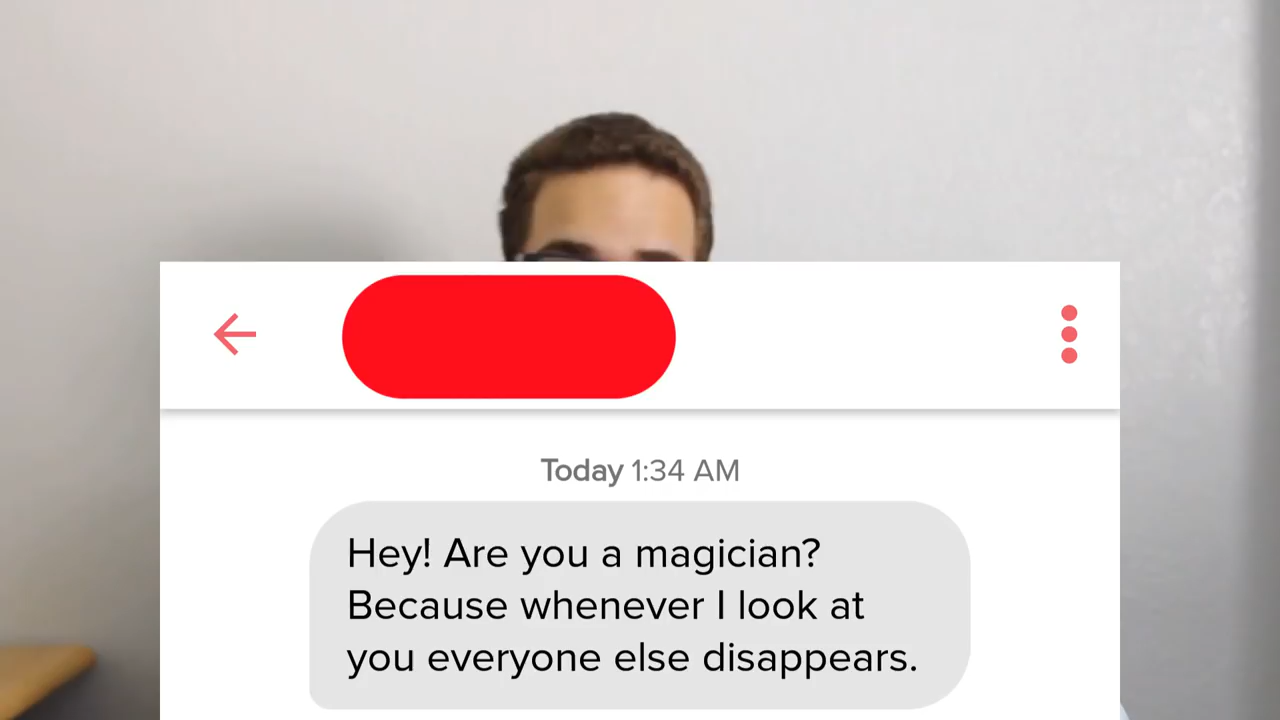 Today 1:34 AM
Hey! Are you a magician?
Because whenever I look at
you everyone else disappears.